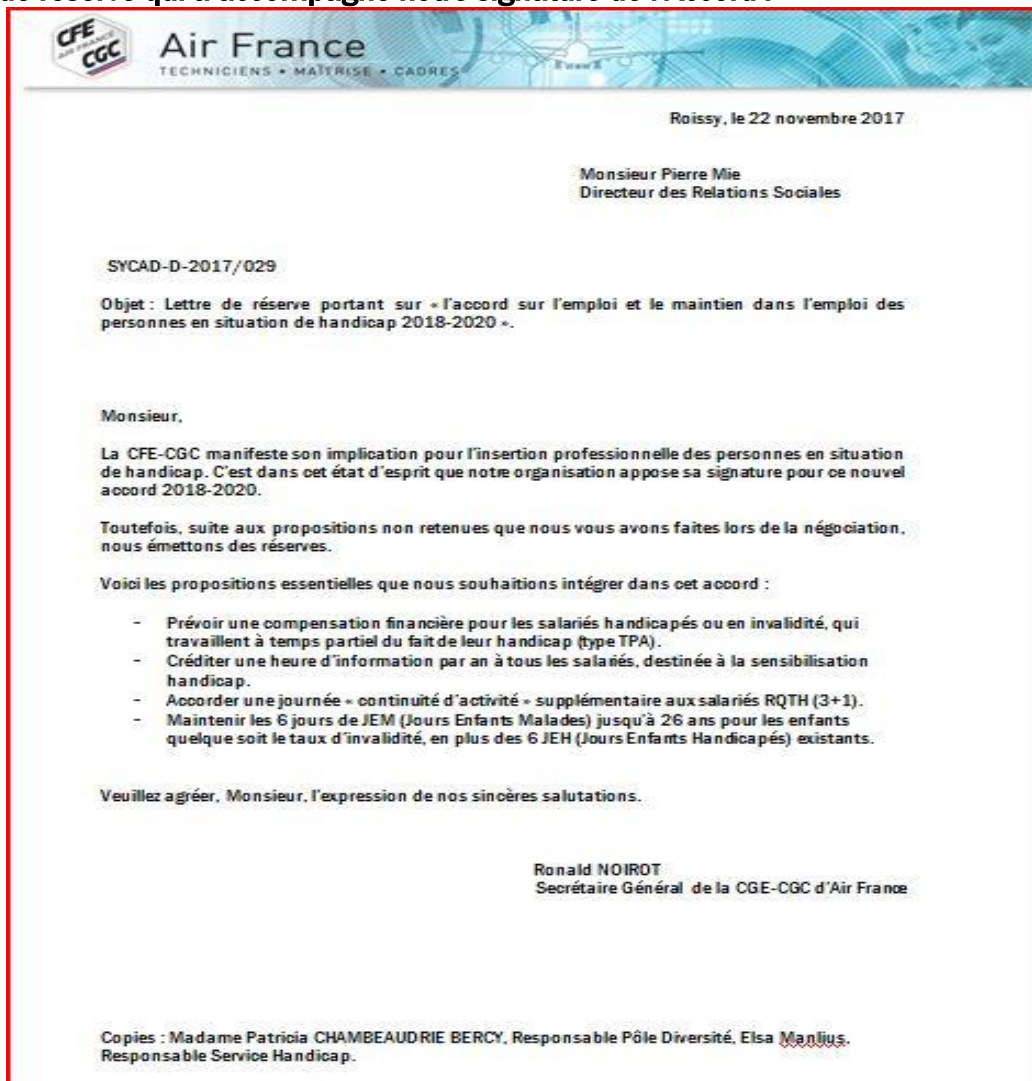 de réserve qui a accompagné notre signature de l'Accord :
CFE
AIR FRANCE
CGC
Air France
TECHNICIENS • MAÎTRISE • CADRES
Roissy, le 22 novembre 2017
Monsieur Pierre Mie
Directeur des Relations Sociales
SYCAD-D-2017/029
Objet : Lettre de réserve portant sur « l'accord sur l'emploi et le maintien dans l'emploi des
personnes en situation de handicap 2018-2020 ».
Monsieur,
La CFE-CGC manifeste son implication pour l'insertion professionnelle des personnes en situation
de handicap. C'est dans cet état d'esprit que notre organisation appose sa signature pour ce nouvel
accord 2018-2020.
Toutefois, suite aux propositions non retenues que nous vous avons faites lors de la négociation,
nous émettons des réserves.
Voici les propositions essentielles que nous souhaitions intégrer dans cet accord :
- Prévoir une compensation financière pour les salariés handicapés ou en invalidité, qui
travaillent à temps partiel du fait de leur handicap (type TPA).
- Créditer une heure d'information par an à tous les salariés, destinée à la sensibilisation
handicap.
- Accorder une journée « continuité d'activité » supplémentaire aux salariés RQTH (3+1).
- Maintenir les 6 jours de JEM (Jours Enfants Malades) jusqu'à 26 ans pour les enfants
quelque soit le taux d'invalidité, en plus des 6 JEH (Jours Enfants Handicapés) existants.
Veuillez agréer, Monsieur, l'expression de nos sincères salutations.
Ronald NOIROT
Secrétaire Général de la CGE-CGC d'Air France
Copies : Madame Patricia CHAMBEAUDRIE BERCY, Responsable Pôle Diversité, Elsa Manlius,
Responsable Service Handicap.